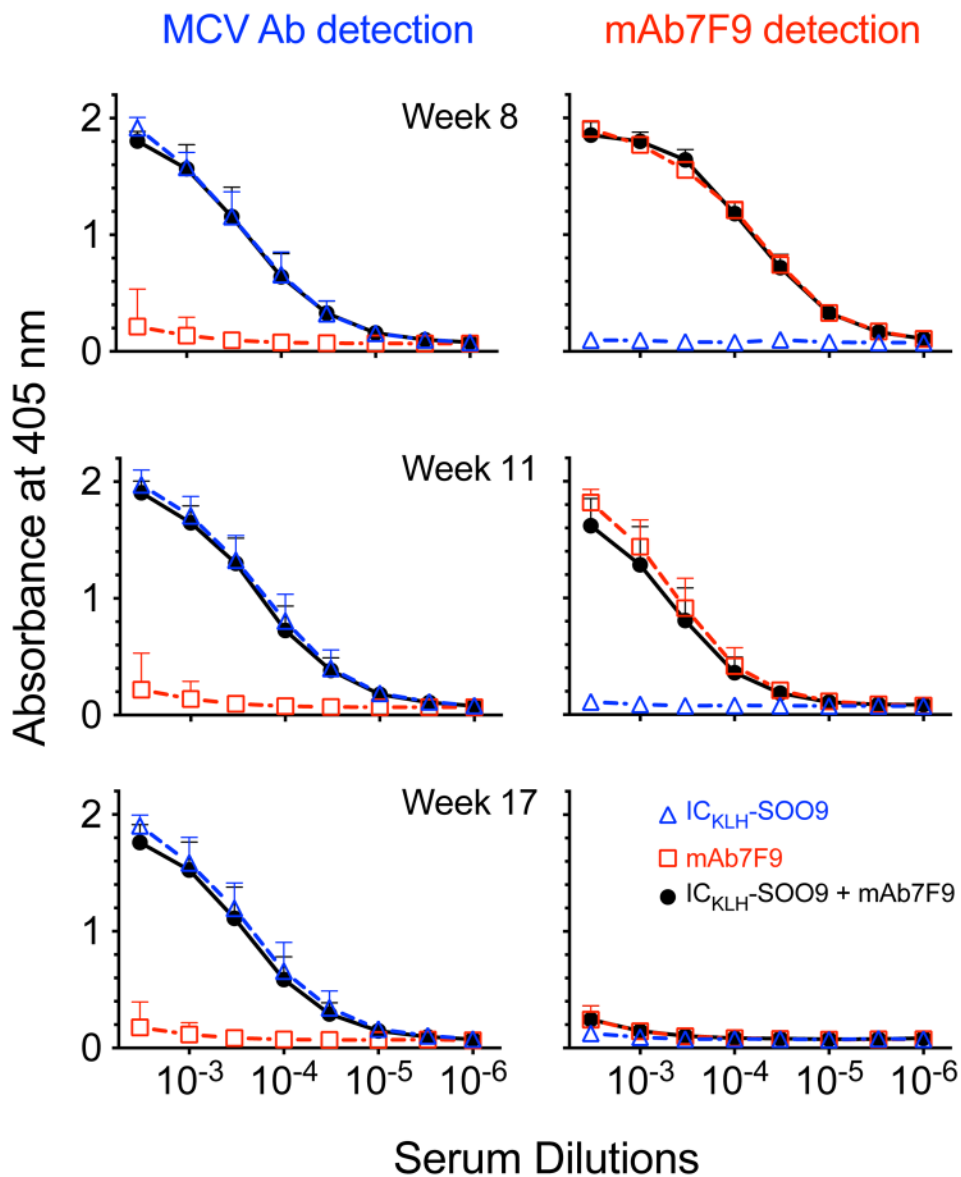 MCV Ab detection
mAb7F9 detection
Absorbance at 405 nm
Week 8
2
1
0
Week 11
2
1
0
Week 17
2
1
0
IC_KLH-SOO9
mAb7F9
IC_KLH-SOO9 + mAb7F9
10^-3 10^-4 10^-5 10^-6
10^-3 10^-4 10^-5 10^-6
Serum Dilutions